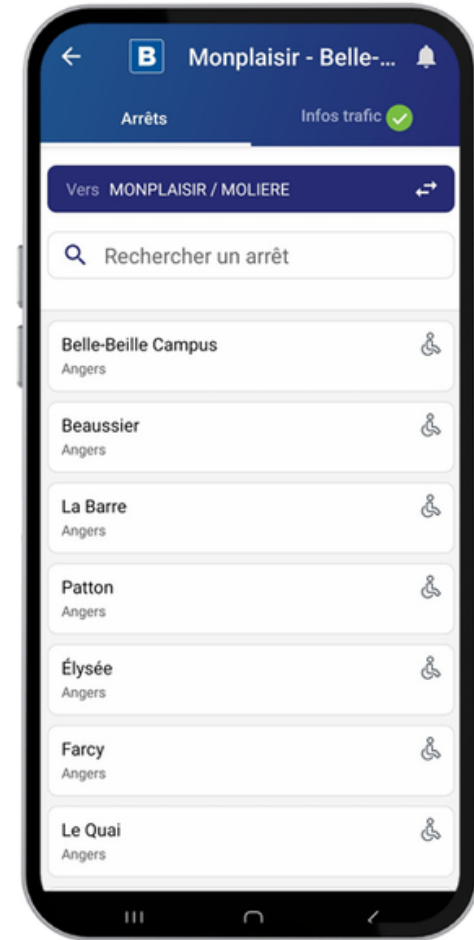 B Monplaisir - Belle-...
Arrêts Infos trafic
Vers MONPLAISIR / MOLIERE
Rechercher un arrêt
Belle-Beille Campus
Angers
Beaussier
Angers
La Barre
Angers
Patton
Angers
Élysée
Angers
Farcy
Angers
Le Quai
Angers